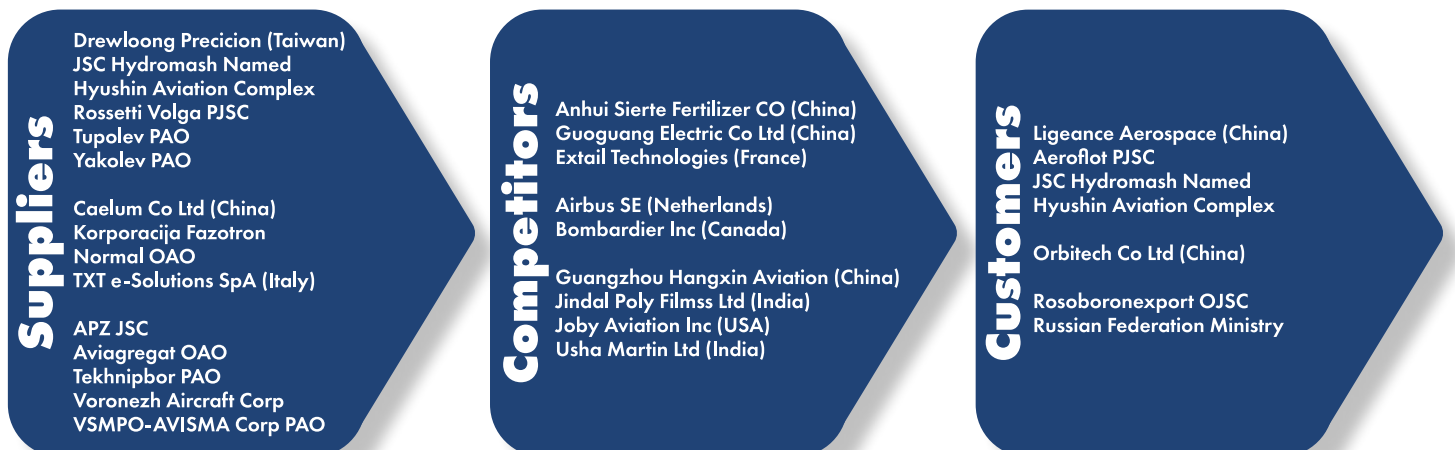 Suppliers
Drewloong Precicion (Taiwan)
JSC Hydromash Named
Hyushin Aviation Complex
Rossetti Volga PJSC
Tupolev PAO
Yakolev PAO
Caelum Co Ltd (China)
Korporacija Fazotron
Normal OAO
TXT e-Solutions SpA (Italy)
APZ JSC
Aviagregat OAO
Tekhnipbor PAO
Voronezh Aircraft Corp
VSMPO-AVISMA Corp PAO
Competitors
Anhui Sierte Fertilizer CO (China)
Guoguang Electric Co Ltd (China)
Extail Technologies (France)
Airbus SE (Netherlands)
Bombardier Inc (Canada)
Guangzhou Hangxin Aviation (China)
Jindal Poly Filmss Ltd (India)
Joby Aviation Inc (USA)
Usha Martin Ltd (India)
Customers
Ligeance Aerospace (China)
Aeroflot PJSC
JSC Hydromash Named
Hyushin Aviation Complex
Orbitech Co Ltd (China)
Rosoboronexport OJSC
Russian Federation Ministry